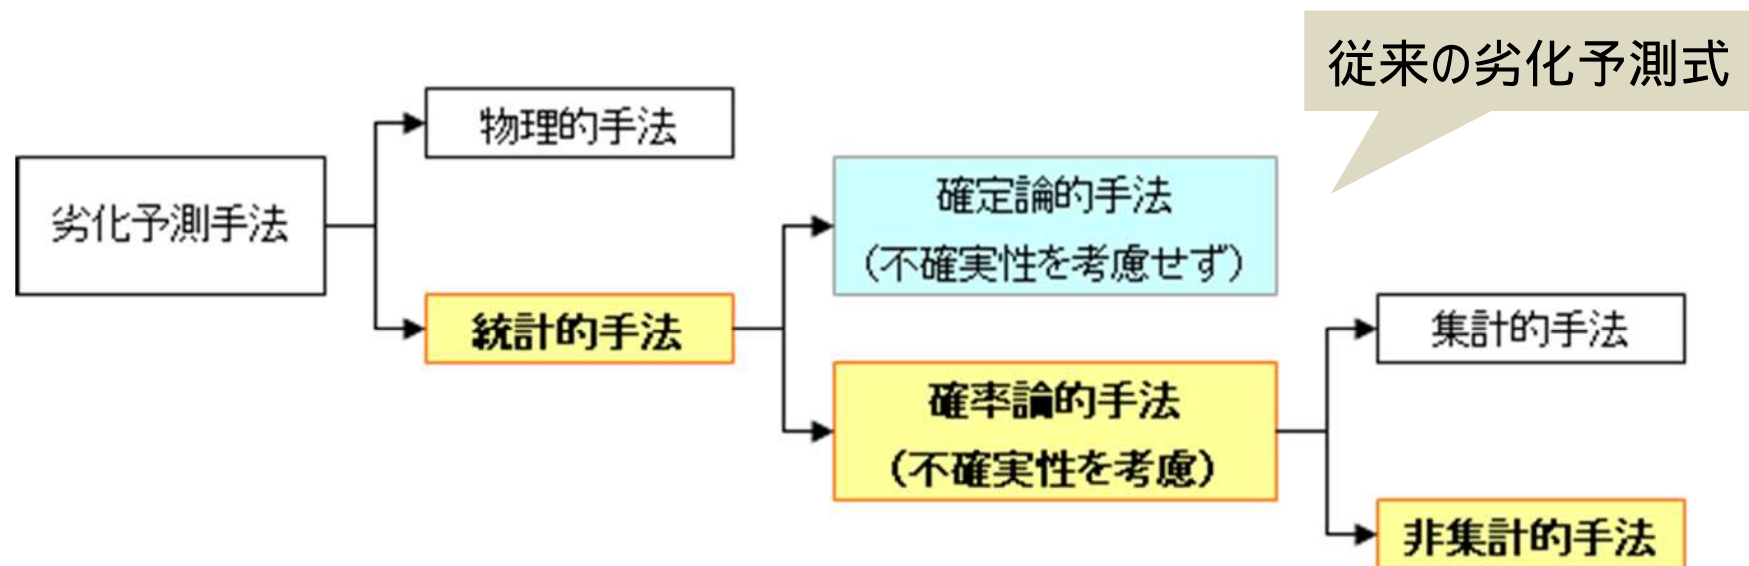 従来の劣化予測式
物理的手法
劣化予測手法
確定論的手法
(不確実性を考慮せず)
統計的手法
集計的手法
確率論的手法
(不確実性を考慮)
非集計的手法